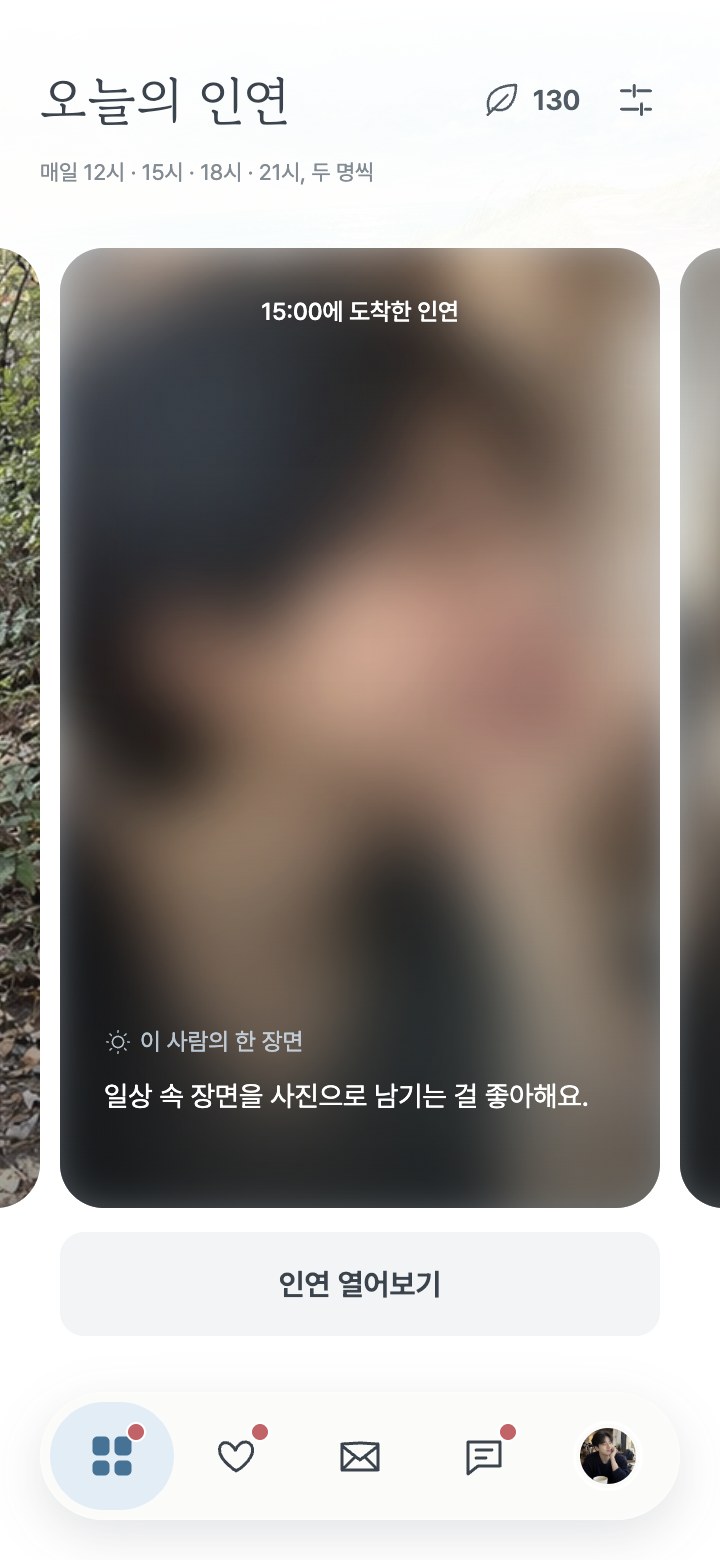 오늘의 인연
130
매일 12시 · 15시 · 18시 · 21시, 두 명씩
15:00에 도착한 인연
이 사람의 한 장면
일상 속 장면을 사진으로 남기는 걸 좋아해요.
인연 열어보기